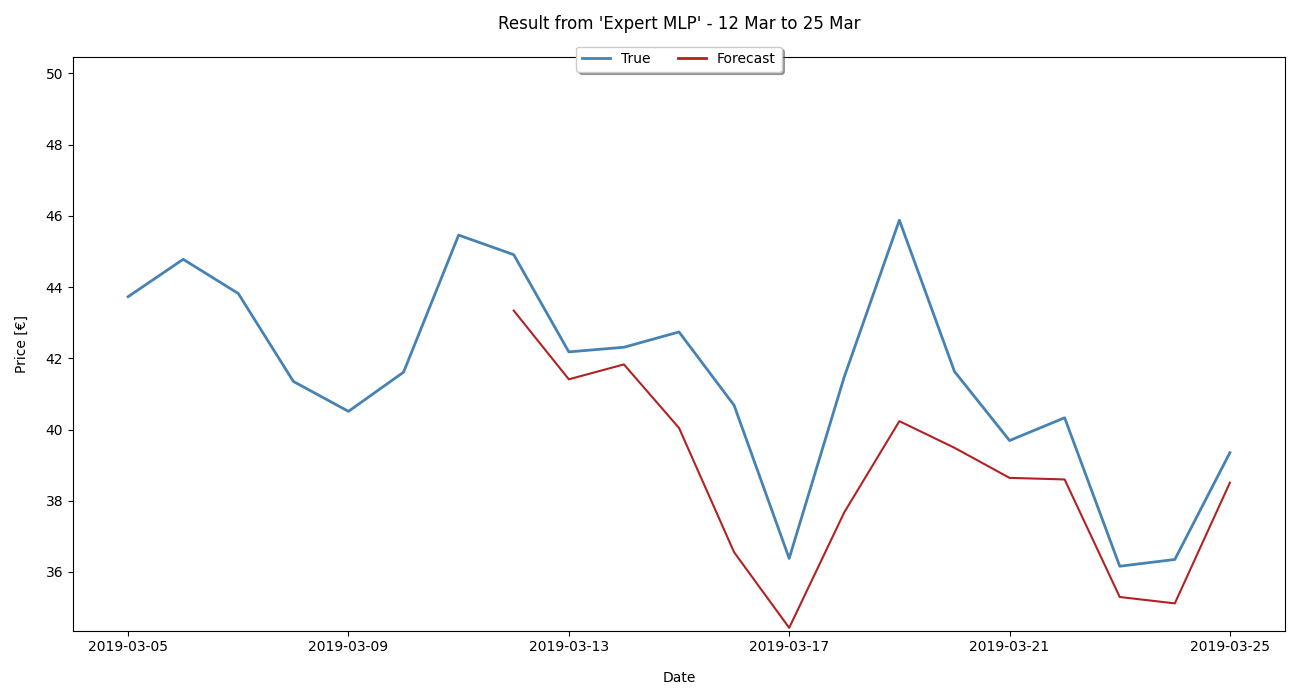 Result from 'Expert MLP' - 12 Mar to 25 Mar
True Forecast
50
48
46
44
42
40
38
36
Price [€]
2019-03-05 2019-03-09 2019-03-13 2019-03-17 2019-03-21 2019-03-25
Date